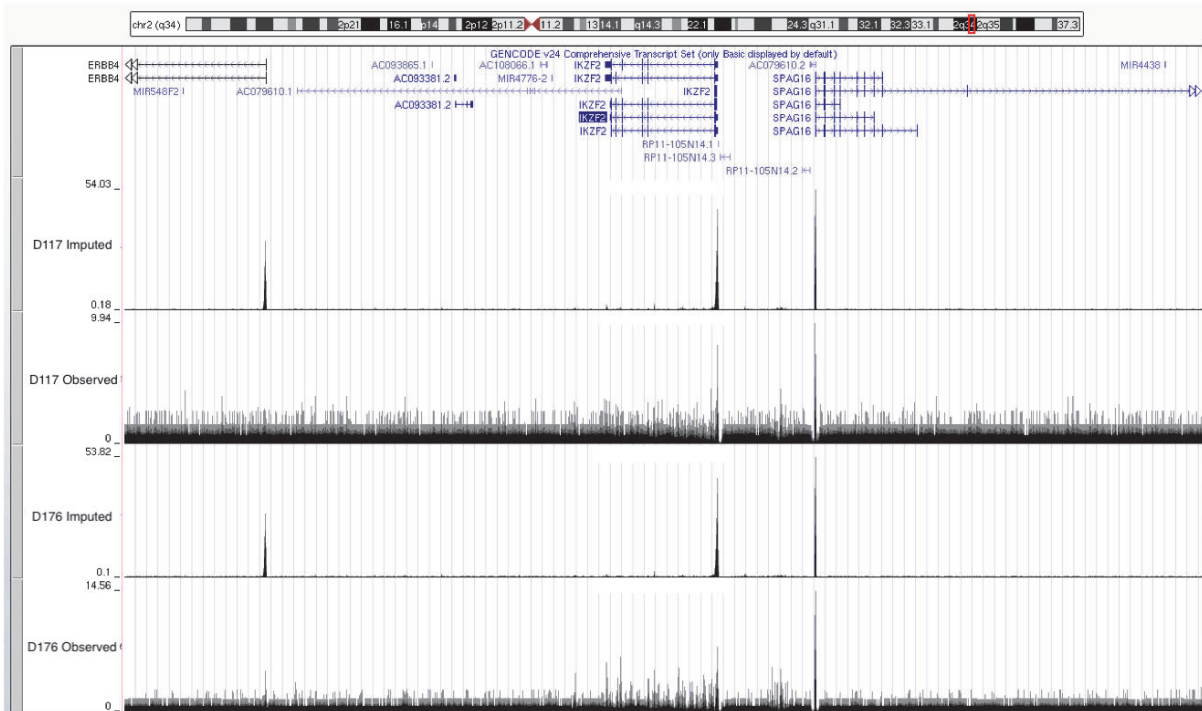 chr2 (q34) 2p21 16.1 p14 2p12 2p11.2 11.2 13 14.1 q14.3 22.1 24.3 q31.1 32.1 32.3 33.1 2q34 2q35 37.3
GENCODE v24 Comprehensive Transcript Set (only Basic displayed by default)
ERBB4 AC093865.1 AC108066.1 IKZF2 AC079610.2 MIR4438
ERBB4 AC093381.2 MIR4776-2 IKZF2 SPAG16
MIR548F2 AC079610.1 IKZF2 SPAG16
AC093381.2 IKZF2 SPAG16
IKZF2 SPAG16
IKZF2 SPAG16
RP11-105N14.1
RP11-105N14.3
RP11-105N14.2
54.03
D117 Imputed
0.18
9.94
D117 Observed
0
53.82
D176 Imputed
0.1
14.56
D176 Observed
0